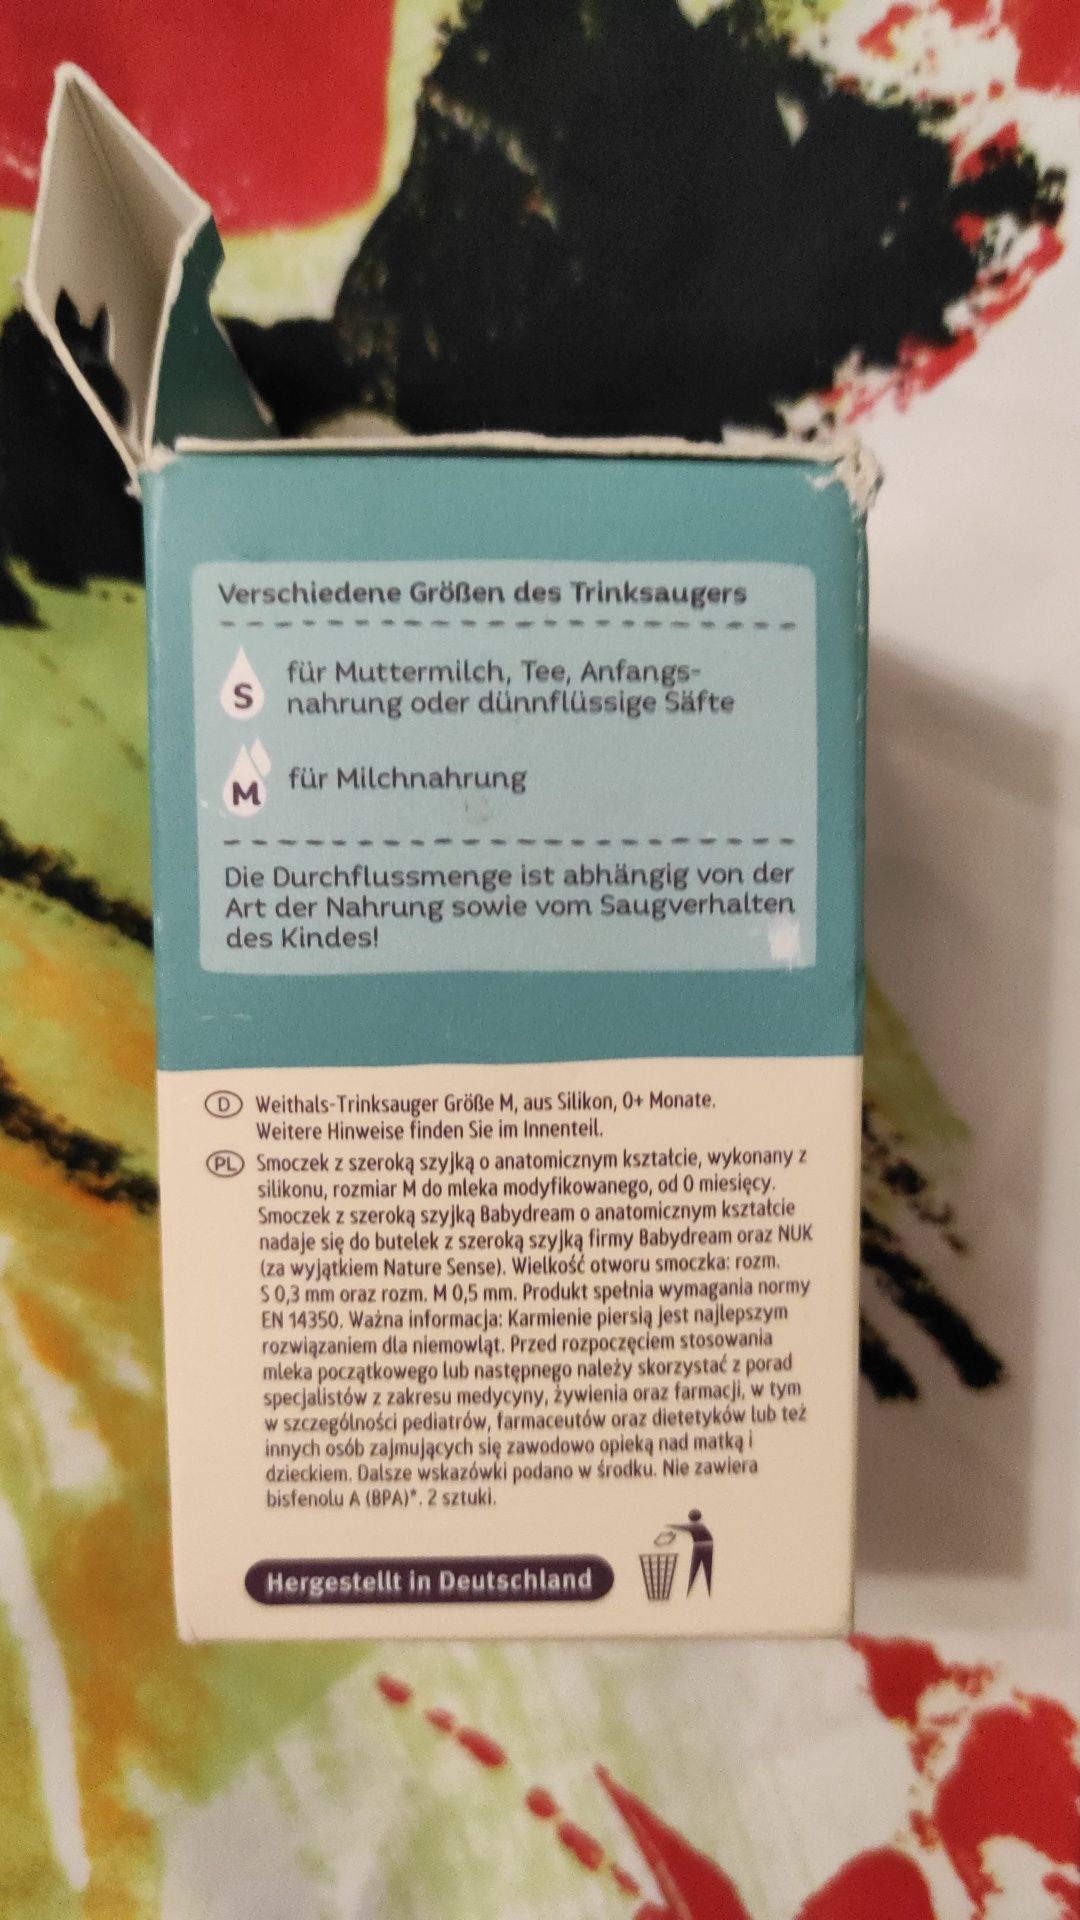 Verschiedene Größen des Trinksaugers
S
für Muttermilch, Tee, Anfangs-
nahrung oder dünnflüssige Säfte
M
für Milchnahrung
Die Durchflussmenge ist abhängig von der
Art der Nahrung sowie vom Saugverhalten
des Kindes!
D Weithals-Trinksauger Größe M, aus Silikon, 0+ Monate.
Weitere Hinweise finden Sie im Innenteil.
PL Smoczek z szeroką szyjką o anatomicznym kształcie, wykonany z
silikonu, rozmiar M do mleka modyfikowanego, od 0 miesięcy.
Smoczek z szeroką szyjką Babydream o anatomicznym kształcie
nadaje się do butelek z szeroką szyjką firmy Babydream oraz NUK
(za wyjątkiem Nature Sense). Wielkość otworu smoczka: rozm.
S 0,3 mm oraz rozm. M 0,5 mm. Produkt spełnia wymagania normy
EN 14350. Ważna informacja: Karmienie piersią jest najlepszym
rozwiązaniem dla niemowląt. Przed rozpoczęciem stosowania
mleka początkowego lub następnego należy skorzystać z porad
specjalistów z zakresu medycyny, żywienia oraz farmacji, w tym
w szczególności pediatrów, farmaceutów oraz dietetyków lub też
innych osób zajmujących się zawodowo opieką nad matką i
dzieckiem. Dalsze wskazówki podano w środku. Nie zawiera
bisfenolu A (BPA)*. 2 sztuki.
Hergestellt in Deutschland